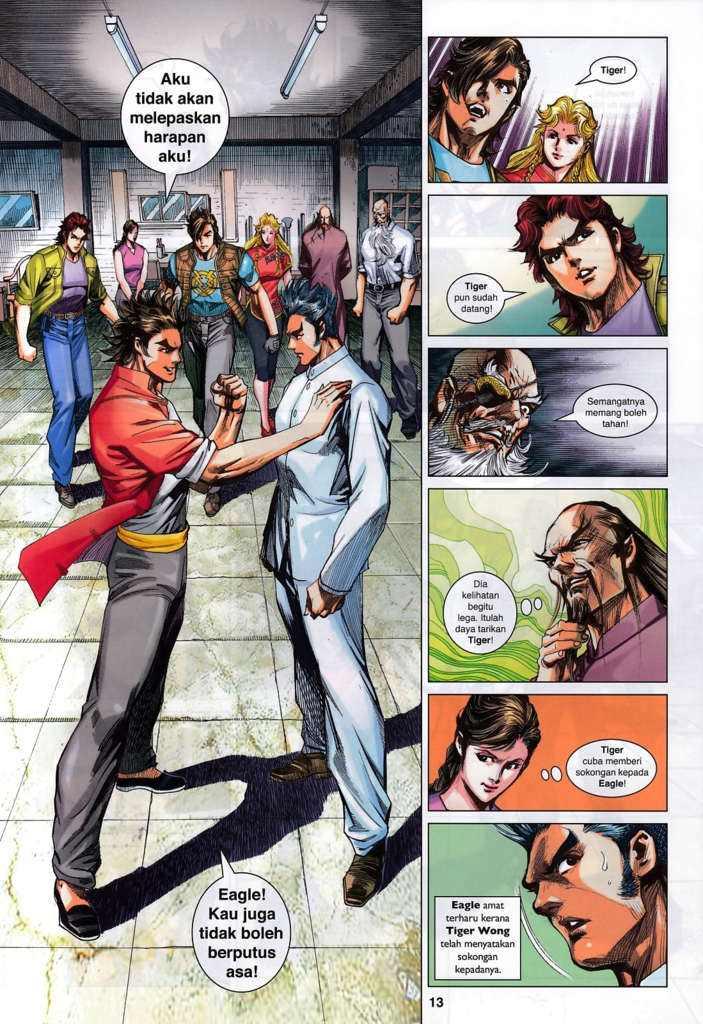 Aku
tidak akan
melepaskan
harapan
aku!
Eagle!
Kau juga
tidak boleh
berputus
asa!
Tiger!
Tiger
pun sudah
datang!
Semangatnya
memang boleh
tahan!
Dia
kelihatan
begitu
lega. Itulah
daya tarikan
Tiger!
Tiger
cuba memberi
sokongan kepada
Eagle!
Eagle amat
terharu kerana
Tiger Wong
telah menyatakan
sokongan
kepadanya.
13